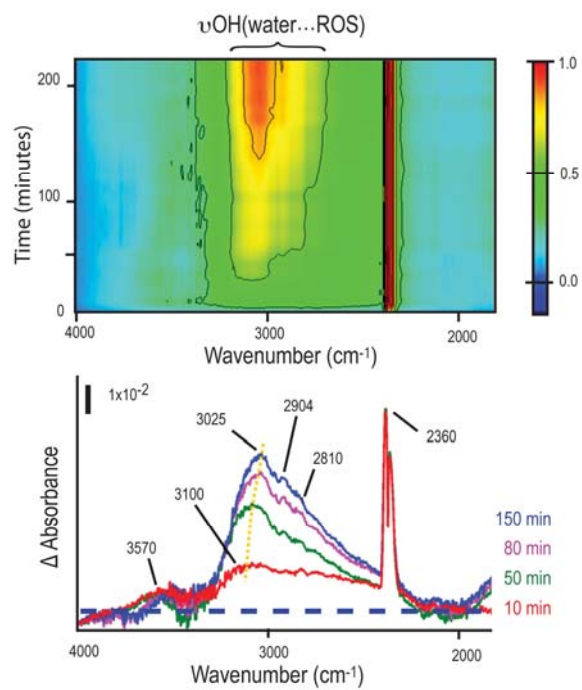 υOH(water...ROS)
200
100
0
Time (minutes)
4000
3000
2000
Wavenumber (cm-1)
1.0
0.5
0.0
1x10-2
3025
2904
2810
2360
3100
3570
Δ Absorbance
150 min
80 min
50 min
10 min
4000
3000
2000
Wavenumber (cm-1)